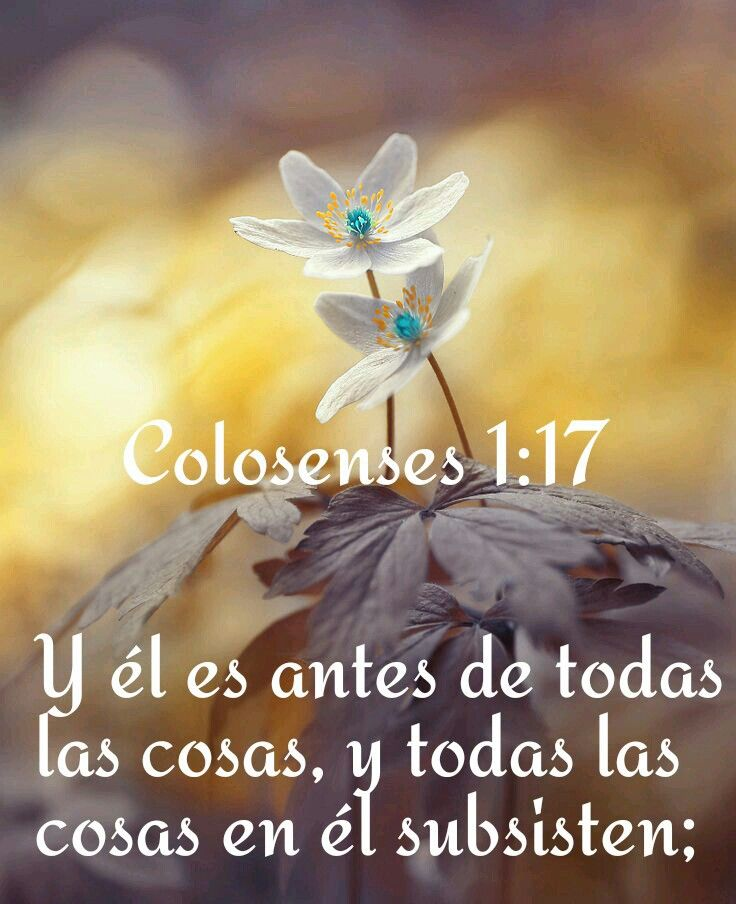 Colosenses 1:17
Y él es antes de todas
las cosas, y todas las
cosas en él subsisten;